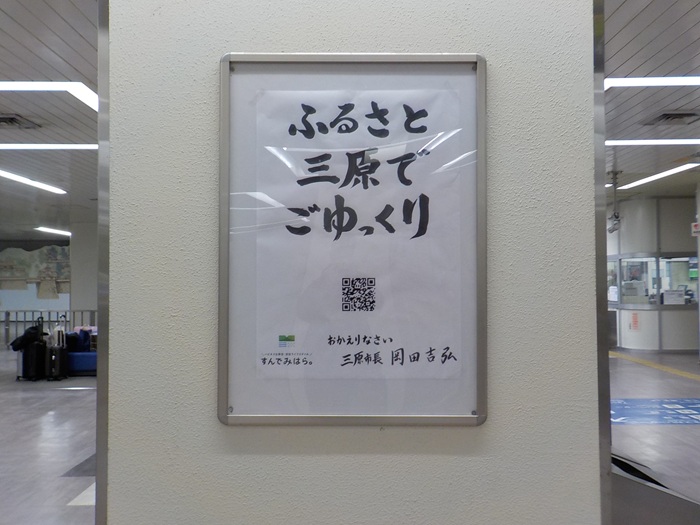 ふるさと
三原で
ごゆっくり
おかえりなさい
すんでみはら。
三原市長 岡田吉弘